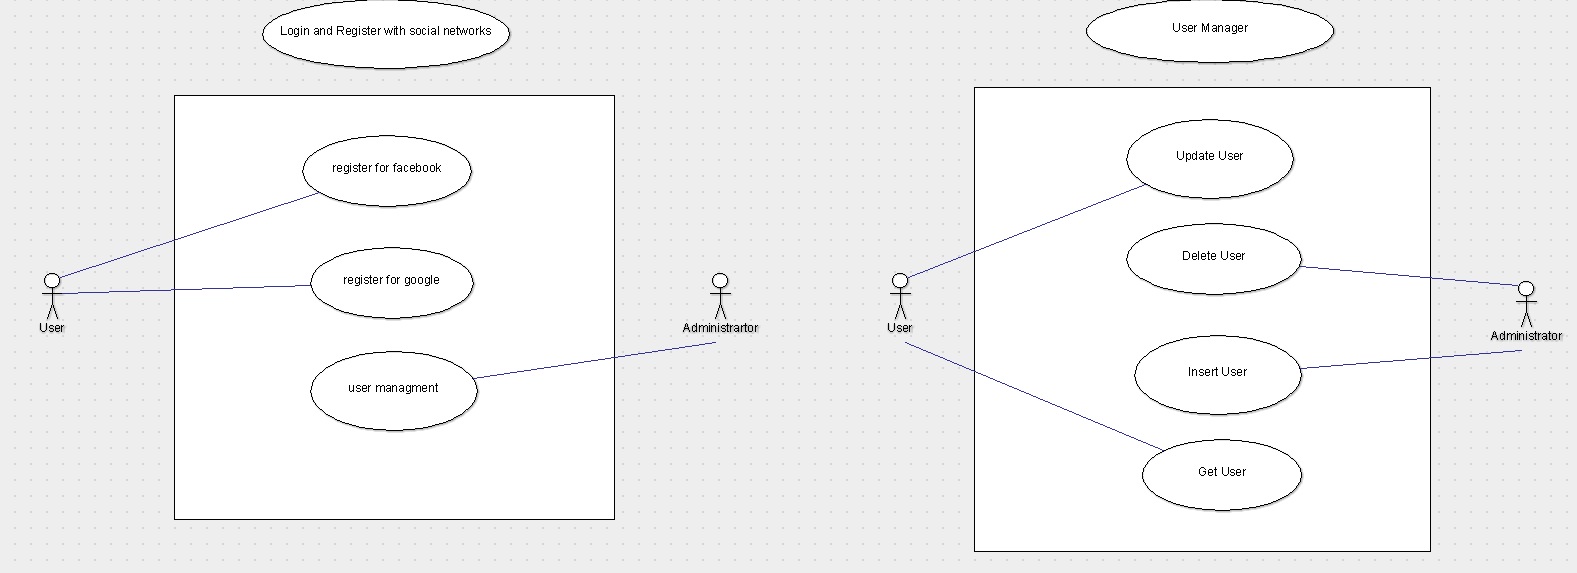 Login and Register with social networks
register for facebook
register for google
user managment
User
Administrartor
User Manager
Update User
Delete User
Insert User
Get User
User
Administrator